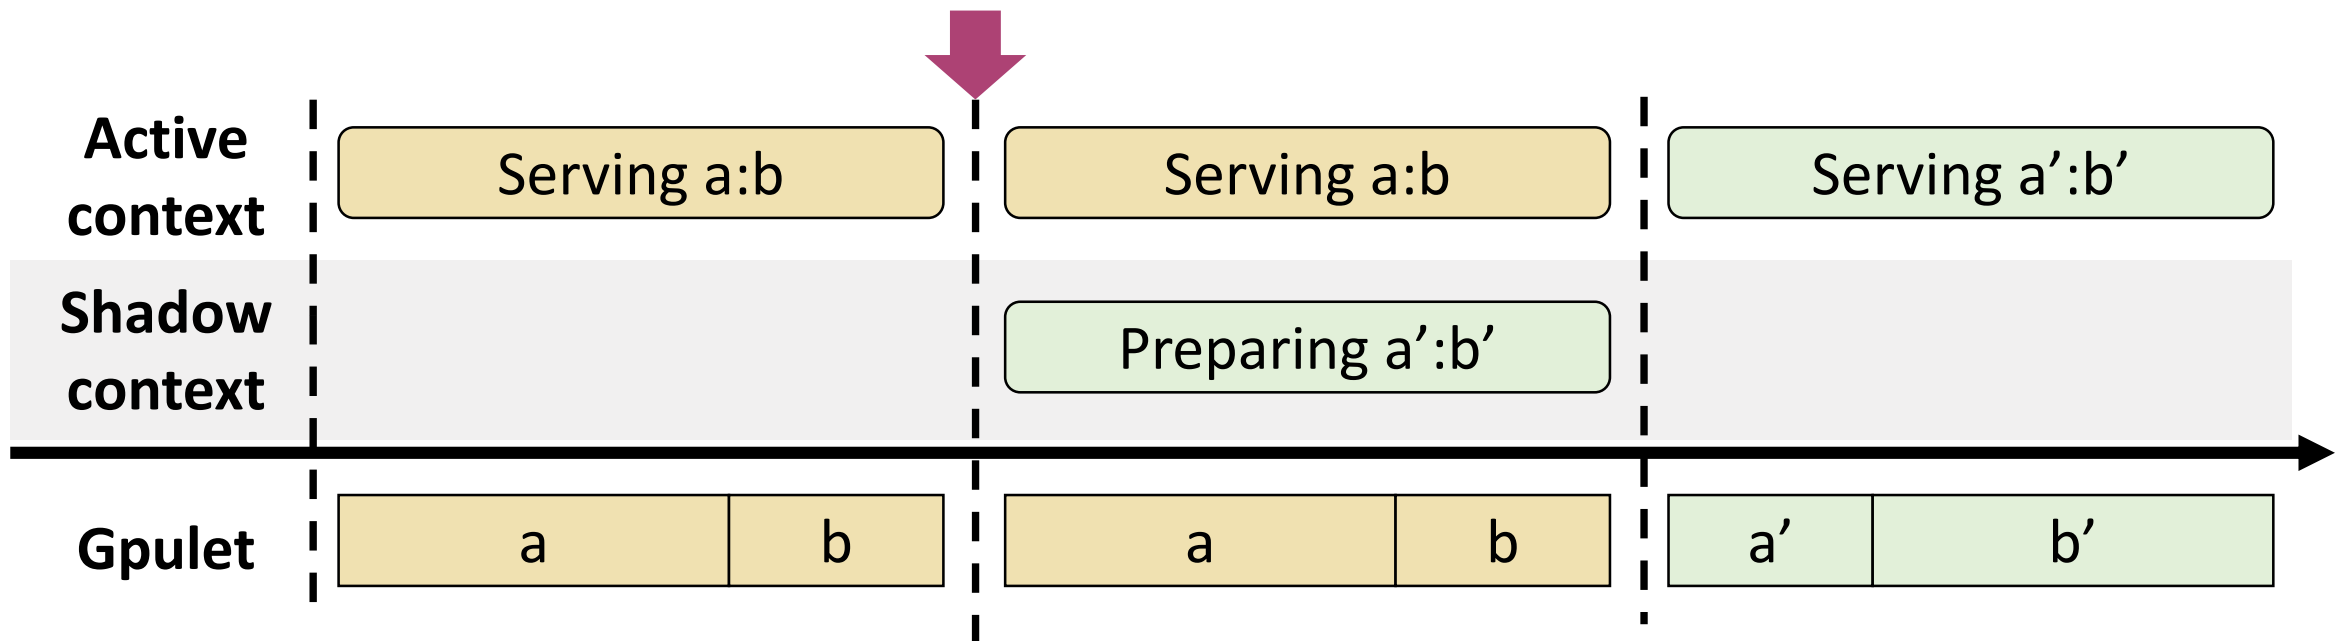 Active
context
Serving a:b
Serving a:b
Serving a′:b′
Shadow
context
Preparing a′:b′
Gpulet
a
b
a
b
a′
b′